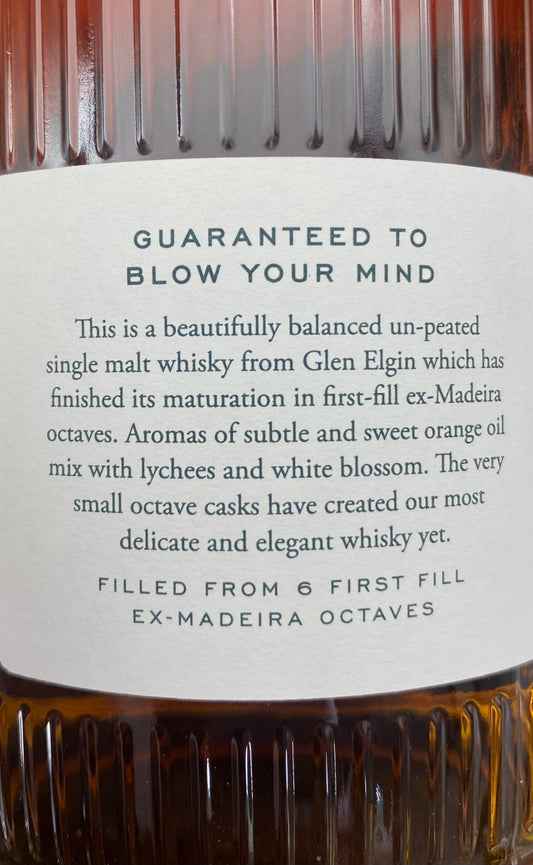 GUARANTEED TO
BLOW YOUR MIND
This is a beautifully balanced un-peated
single malt whisky from Glen Elgin which has
finished its maturation in first-fill ex-Madeira
octaves. Aromas of subtle and sweet orange oil
mix with lychees and white blossom. The very
small octave casks have created our most
delicate and elegant whisky yet.
FILLED FROM 6 FIRST FILL
EX-MADEIRA OCTAVES